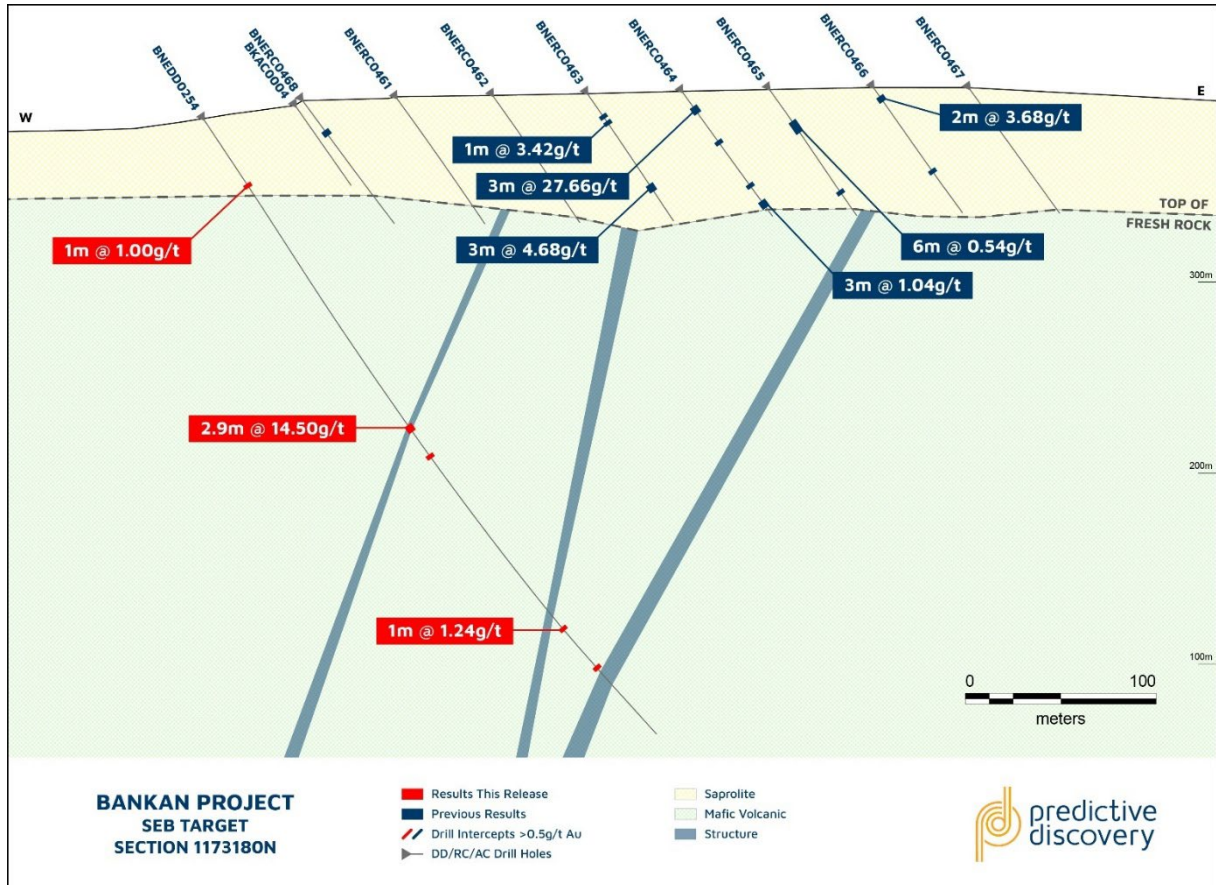 BNEDD0254
BNERC0468
BKAC0004
BNERC0461
BNERC0462
BNERC0463
BNERC0464
BNERC0465
BNERC0466
BNERC0467
W
E
2m @ 3.68g/t
1m @ 3.42g/t
3m @ 27.66g/t
TOP OF
FRESH ROCK
1m @ 1.00g/t
3m @ 4.68g/t
6m @ 0.54g/t
3m @ 1.04g/t
300m
2.9m @ 14.50g/t
200m
1m @ 1.24g/t
100m
0 100
meters
BANKAN PROJECT
SEB TARGET
SECTION 1173180N
Results This Release
Previous Results
Drill Intercepts >0.5g/t Au
DD/RC/AC Drill Holes
Saprolite
Mafic Volcanic
Structure
predictive
discovery